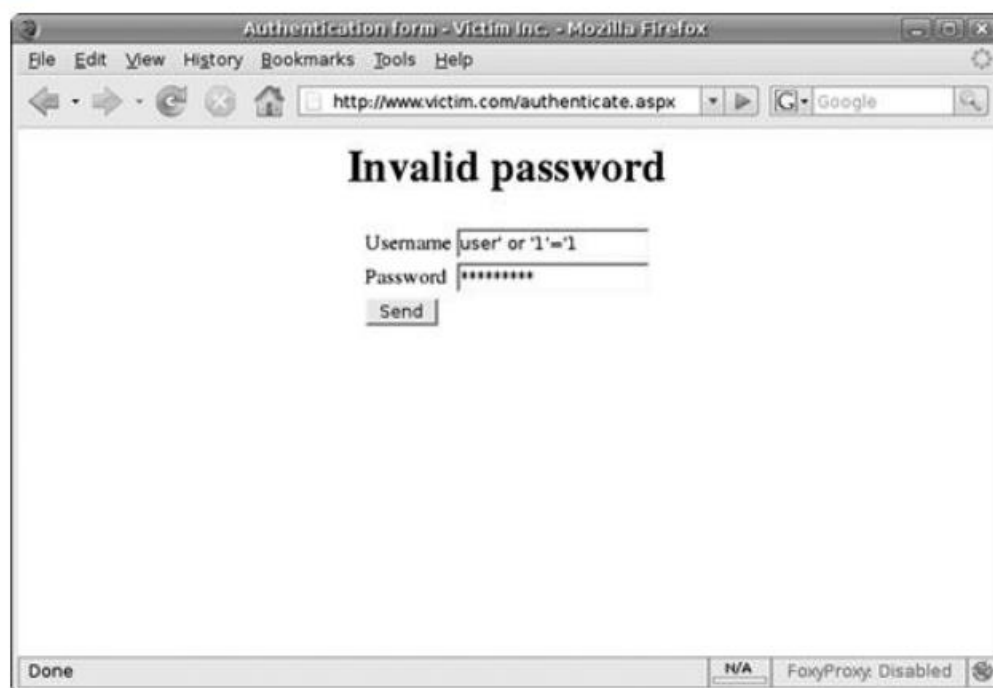 Authentication form - Victim Inc. - Mozilla Firefox
File Edit View History Bookmarks Tools Help
http://www.victim.com/authenticate.aspx
G Google
Invalid password
Username user' or '1'='1
Password *********
Send
Done
N/A
FoxyProxy: Disabled